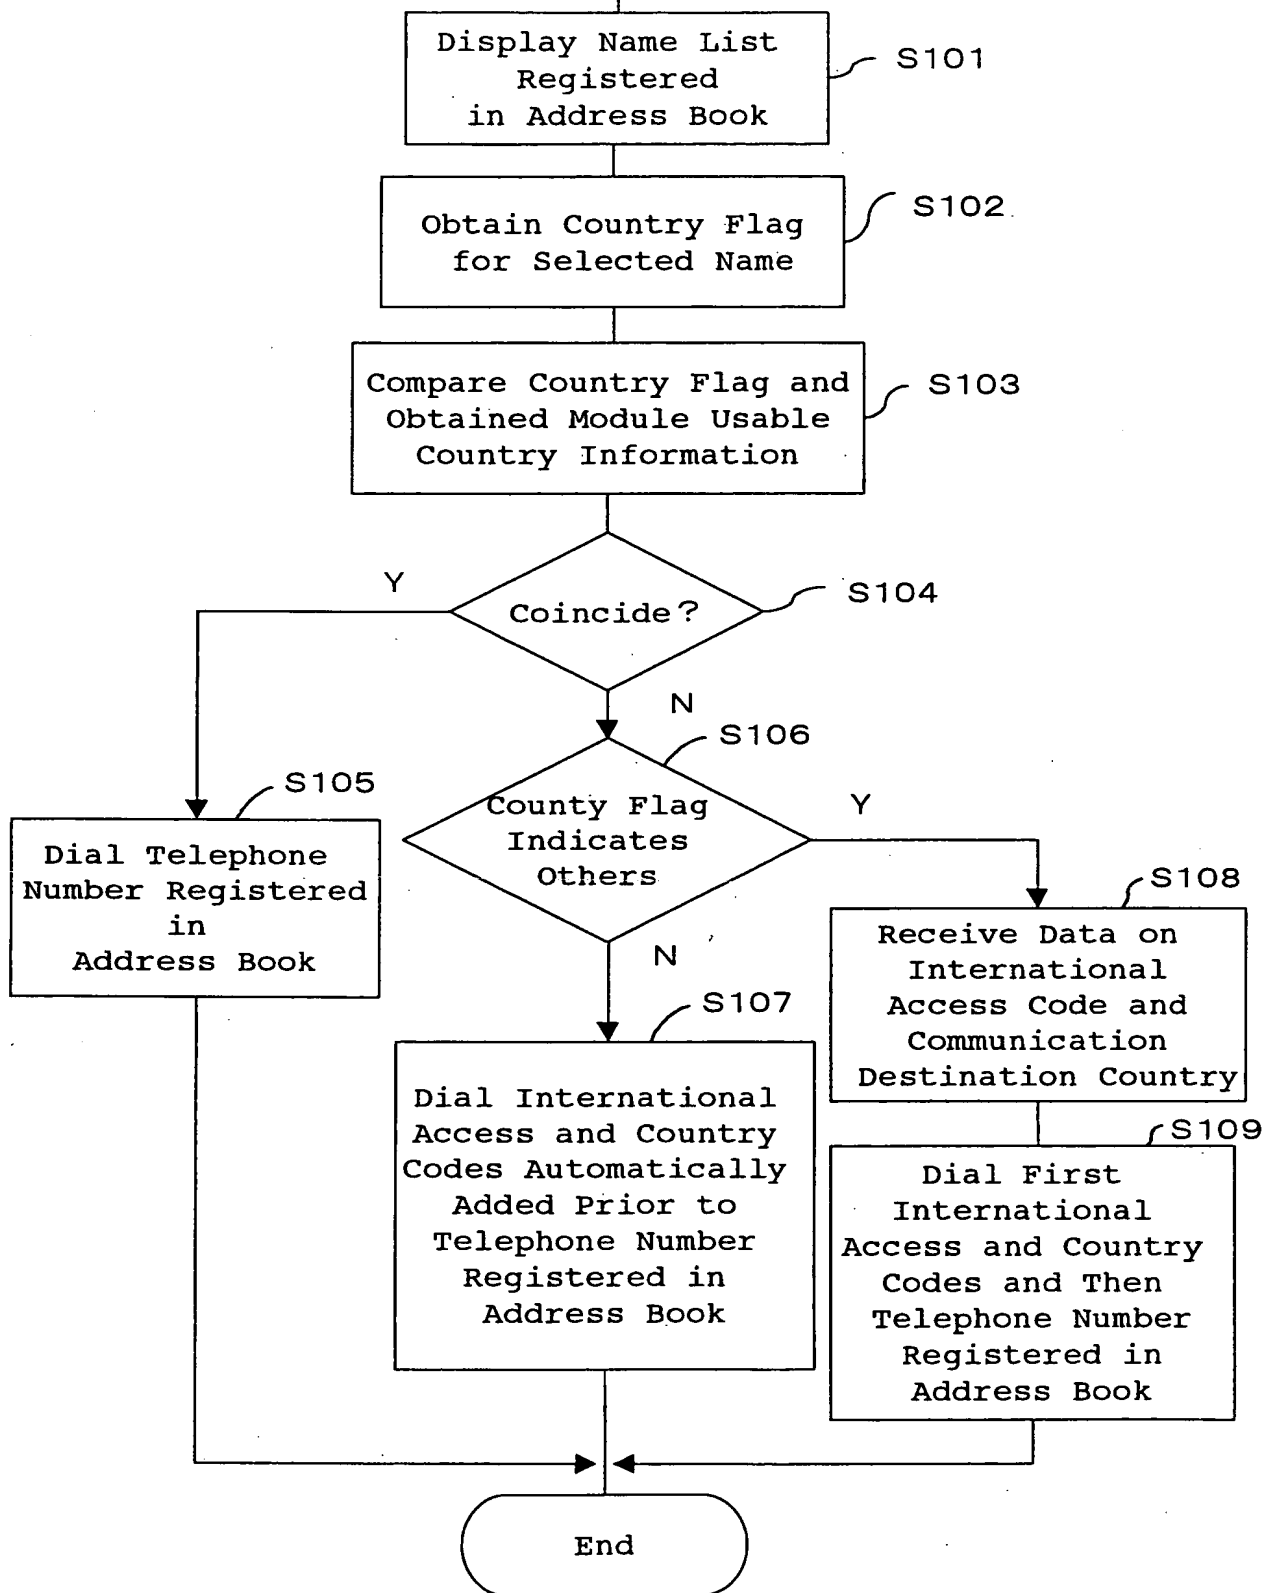 Display Name List
Registered
in Address Book
S101
Obtain Country Flag
for Selected Name
S102
Compare Country Flag and
Obtained Module Usable
Country Information
S103
Coincide?
S104
Y
N
S106
County Flag
Indicates
Others
Y
N
S105
Dial Telephone
Number Registered
in
Address Book
S108
Receive Data on
International
Access Code and
Communication
Destination Country
S107
Dial International
Access and Country
Codes Automatically
Added Prior to
Telephone Number
Registered in
Address Book
S109
Dial First
International
Access and Country
Codes and Then
Telephone Number
Registered in
Address Book
End